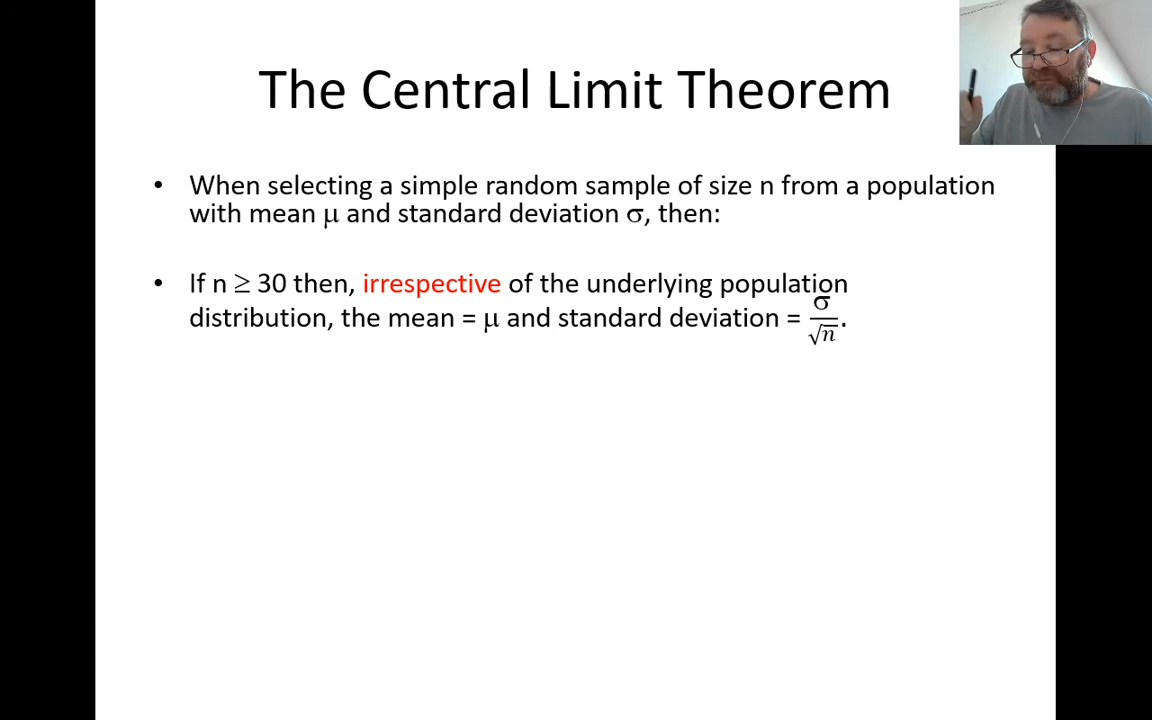 The Central Limit Theorem
• When selecting a simple random sample of size n from a population
with mean μ and standard deviation σ, then:
• If n ≥ 30 then, irrespective of the underlying population
distribution, the mean = μ and standard deviation = σ/√n.